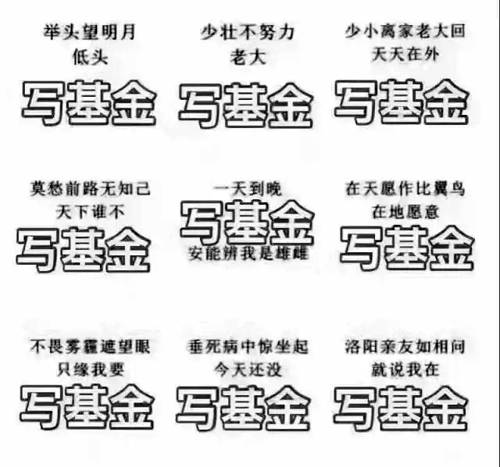 举头望明月
低头
写基金
少壮不努力
老大
写基金
少小离家老大回
天天在外
写基金
莫愁前路无知己
天下谁不
写基金
一天到晚
写基金
安能辨我是雄雌
在天愿作比翼鸟
在地愿意
写基金
不畏雾霾遮望眼
只缘我要
写基金
垂死病中惊坐起
今天还没
写基金
洛阳亲友如相问
就说我在
写基金